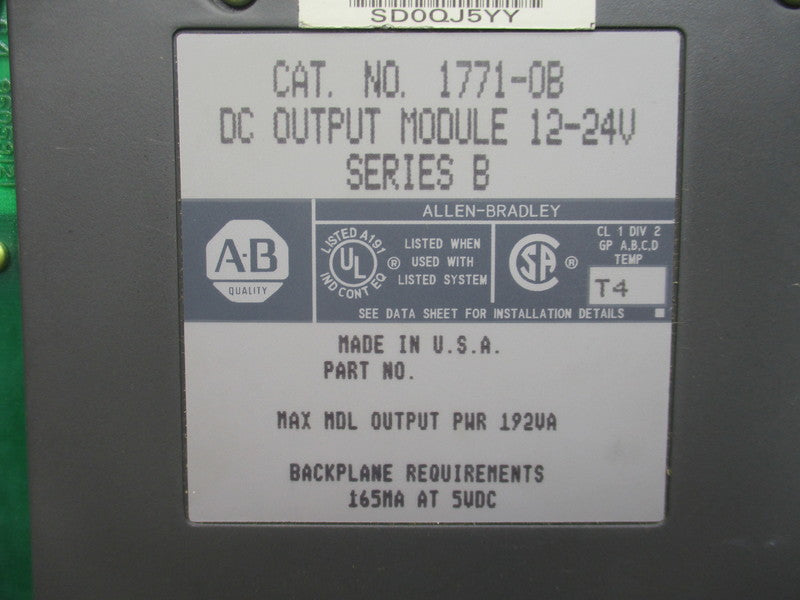 SD0QJ5YY
CAT. NO. 1771-OB
DC OUTPUT MODULE 12-24V
SERIES B
ALLEN-BRADLEY
A-B
QUALITY
LISTED A191
UL ®
IND CONT EQ
LISTED WHEN
USED WITH
LISTED SYSTEM
SA ®
CL 1 DIV 2
GP A,B,C,D
TEMP
T4
SEE DATA SHEET FOR INSTALLATION DETAILS
MADE IN U.S.A.
PART NO.
MAX MDL OUTPUT PWR 192VA
BACKPLANE REQUIREMENTS
165MA AT 5VDC